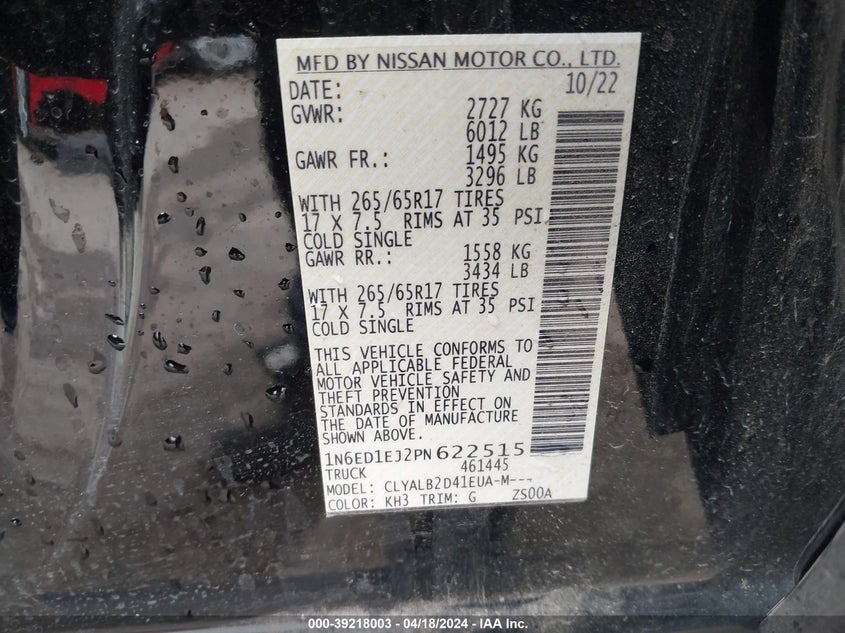 MFD BY NISSAN MOTOR CO., LTD.
DATE: 10/22
GVWR: 2727 KG
6012 LB
GAWR FR.: 1495 KG
3296 LB
WITH 265/65R17 TIRES
17 X 7.5 RIMS AT 35 PSI
COLD SINGLE
GAWR RR.: 1558 KG
3434 LB
WITH 265/65R17 TIRES
17 X 7.5 RIMS AT 35 PSI
COLD SINGLE
THIS VEHICLE CONFORMS TO
ALL APPLICABLE FEDERAL
MOTOR VEHICLE SAFETY AND
THEFT PREVENTION
STANDARDS IN EFFECT ON
THE DATE OF MANUFACTURE
SHOWN ABOVE.
1N6ED1EJ2PN622515
TRUCK 461445
MODEL: CLYALB2D41EUA-M---
COLOR: KH3 TRIM: G ZS00A
000-39218003 - 04/18/2024 - IAA Inc.